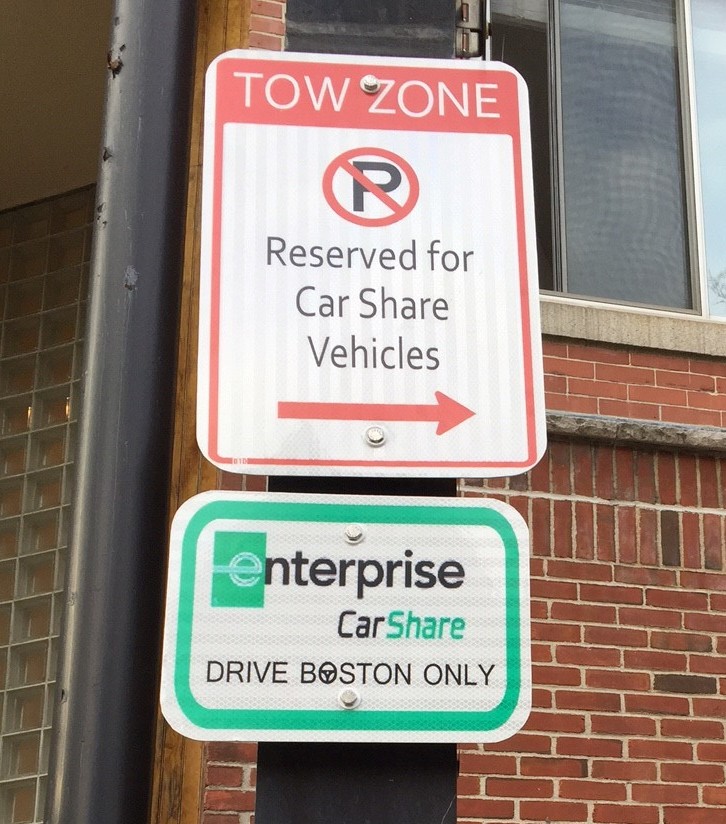 TOW ZONE
P
Reserved for
Car Share
Vehicles
enterprise
CarShare
DRIVE BOSTON ONLY